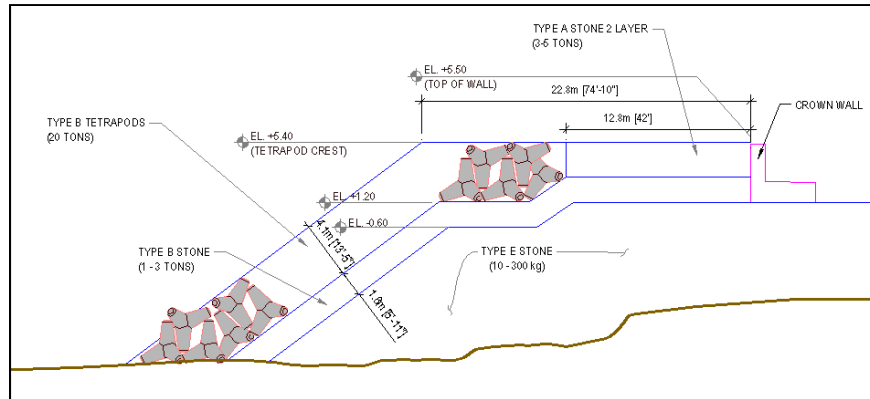 TYPE A STONE 2 LAYER
(3-5 TONS)
EL. +5.50
(TOP OF WALL)
22.8m [74'-10"]
CROWN WALL
TYPE B TETRAPODS
(20 TONS)
12.8m [42']
EL. +5.40
(TETRAPOD CREST)
EL. +1.20
EL. -0.60
4.1m [13'-5"]
TYPE B STONE
(1 - 3 TONS)
TYPE E STONE
(10 - 300 kg)
1.8m [5'-11"]